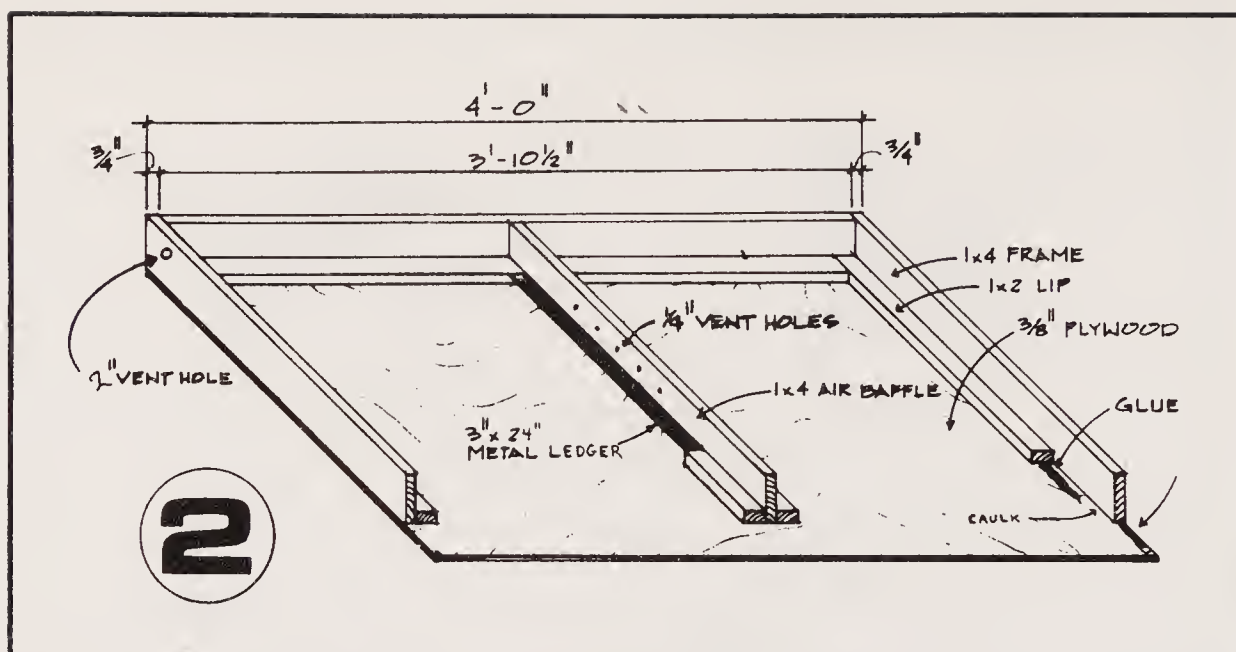 4'-0"
3/4"
3'-10 1/2"
3/4"
1x4 FRAME
1x2 LIP
3/8" PLYWOOD
1/4" VENT HOLES
2" VENT HOLE
1x4 AIR BAFFLE
GLUE
3"x 24"
METAL LEDGER
CAULK
2